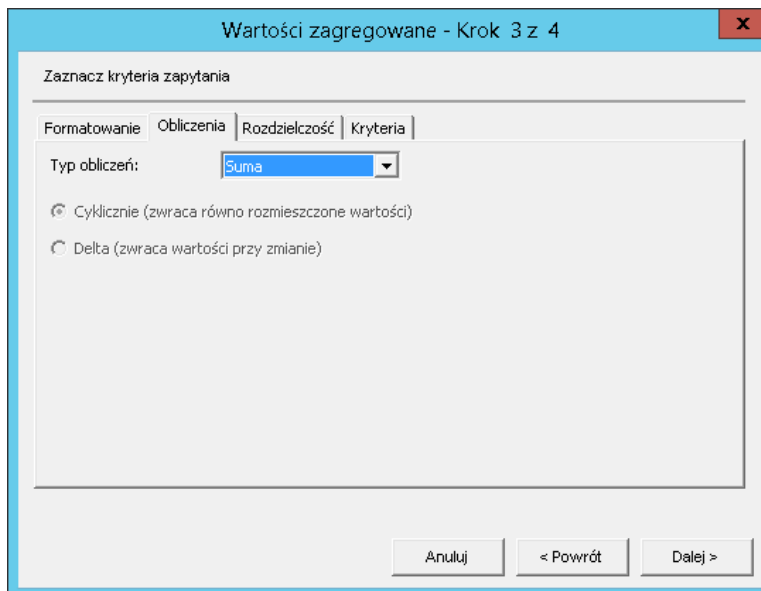 Wartości zagregowane - Krok 3 z 4
x
Zaznacz kryteria zapytania
Formatowanie Obliczenia Rozdzielczość Kryteria
Typ obliczeń: Suma
Cyklicznie (zwraca równo rozmieszczone wartości)
Delta (zwraca wartości przy zmianie)
Anuluj < Powrót Dalej >